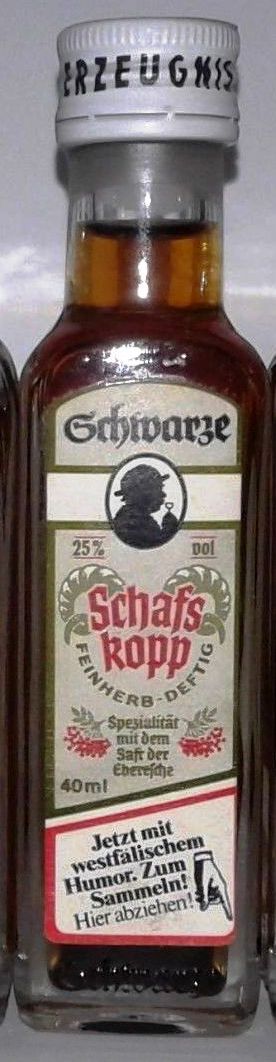 ERZEUGNIS
Schwarze
25% vol
Schafs
kopp
FEINHERB-DEFTIG
Spezialität
mit dem
Saft der
Eberesche
40ml
Jetzt mit
westfälischem
Humor. Zum
Sammeln!
Hier abziehen!
Schwarze